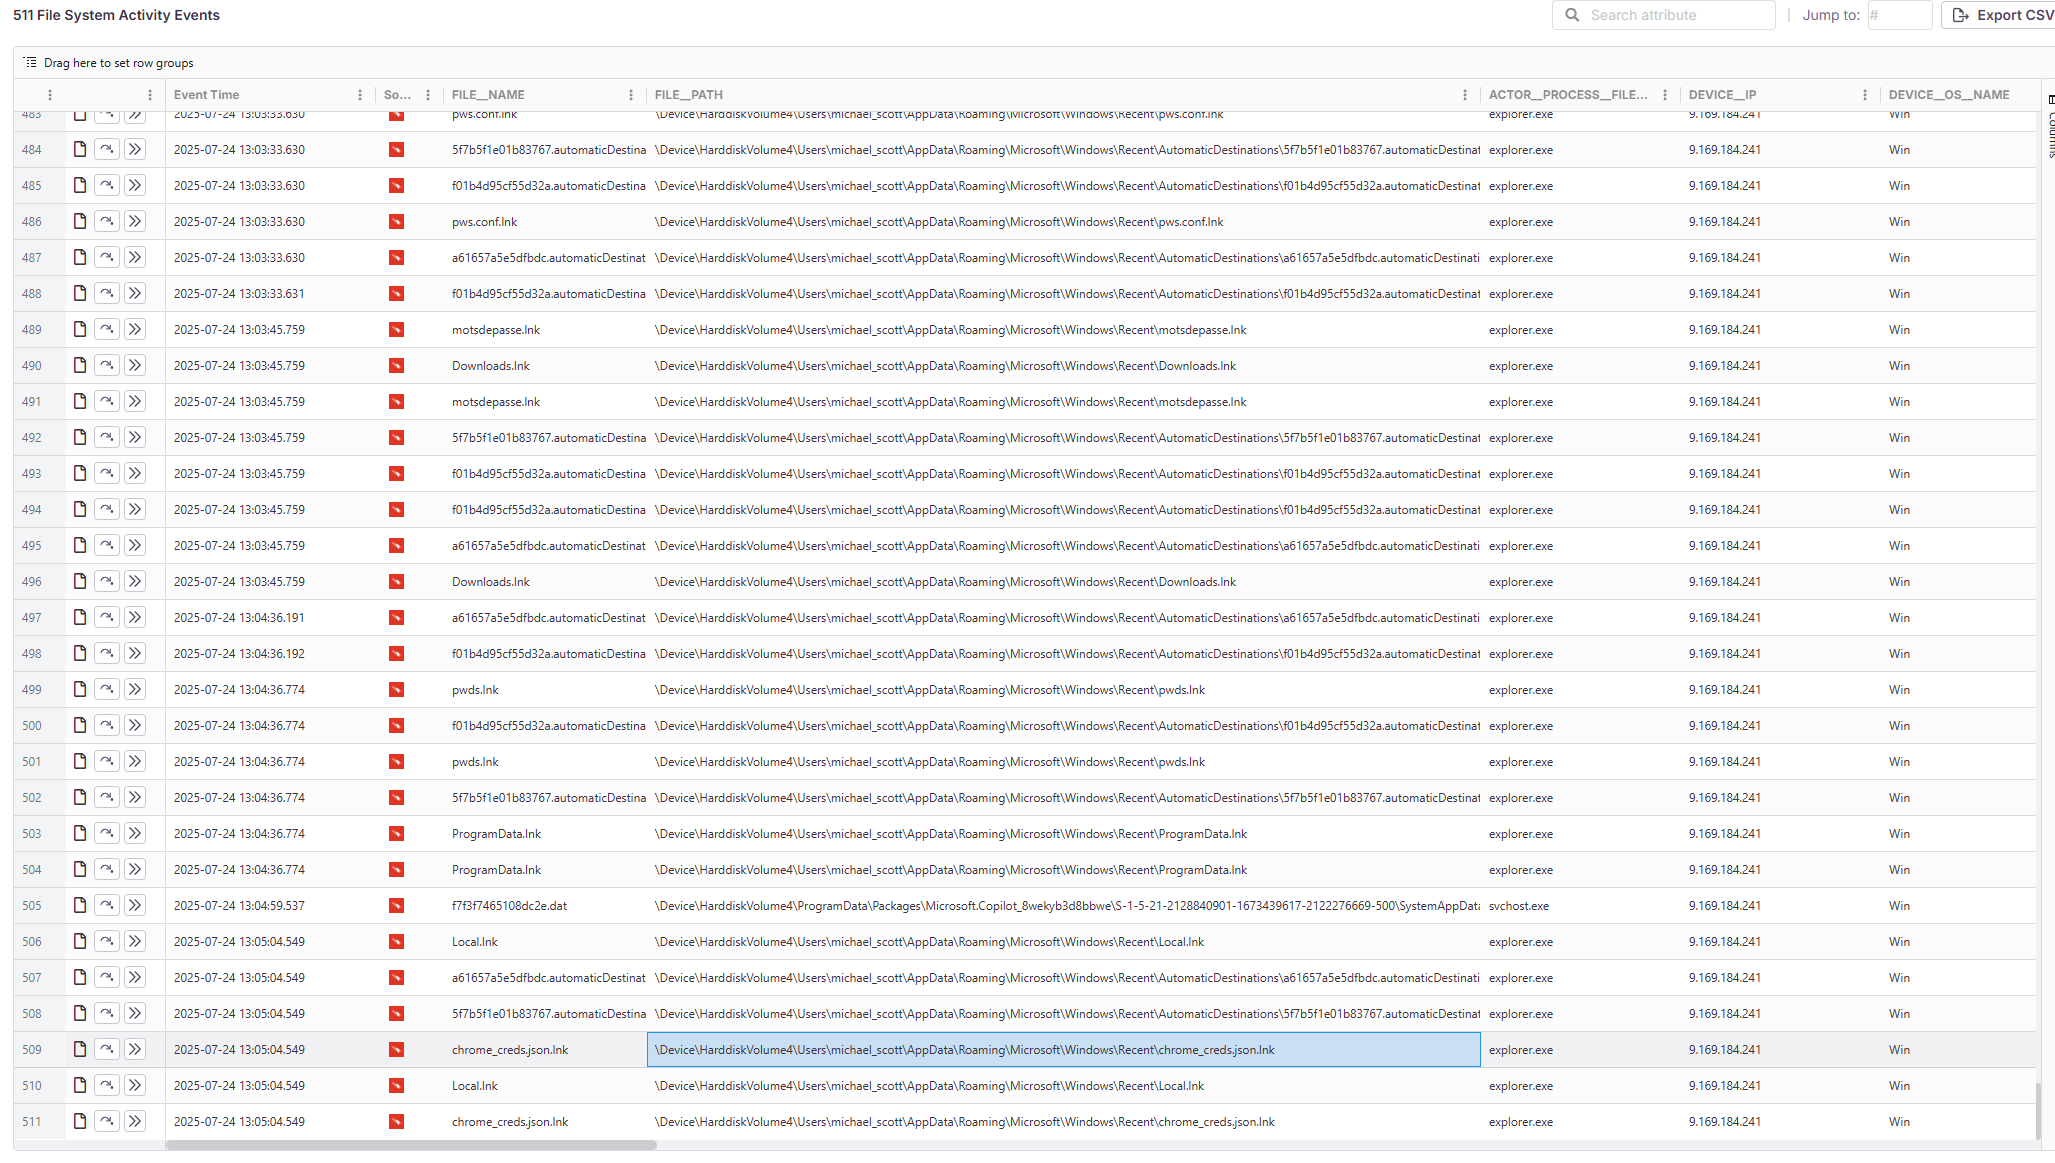 511 File System Activity Events
Search attribute
Jump to: #
Export CSV
Drag here to set row groups
Event Time So... FILE__NAME FILE__PATH ACTOR__PROCESS__FILE... DEVICE__IP DEVICE__OS__NAME
Columns
483 2025-07-24 13:03:33.630 pws.conf.lnk \Device\HarddiskVolume4\Users\michael_scott\AppData\Roaming\Microsoft\Windows\Recent\pws.conf.lnk explorer.exe 9.169.184.241 Win
484 2025-07-24 13:03:33.630 5f7b5f1e01b83767.automaticDestina \Device\HarddiskVolume4\Users\michael_scott\AppData\Roaming\Microsoft\Windows\Recent\AutomaticDestinations\5f7b5f1e01b83767.automaticDestinat explorer.exe 9.169.184.241 Win
485 2025-07-24 13:03:33.630 f01b4d95cf55d32a.automaticDestina \Device\HarddiskVolume4\Users\michael_scott\AppData\Roaming\Microsoft\Windows\Recent\AutomaticDestinations\f01b4d95cf55d32a.automaticDestinat explorer.exe 9.169.184.241 Win
486 2025-07-24 13:03:33.630 pws.conf.lnk \Device\HarddiskVolume4\Users\michael_scott\AppData\Roaming\Microsoft\Windows\Recent\pws.conf.lnk explorer.exe 9.169.184.241 Win
487 2025-07-24 13:03:33.630 a61657a5e5dfbdc.automaticDestinat \Device\HarddiskVolume4\Users\michael_scott\AppData\Roaming\Microsoft\Windows\Recent\AutomaticDestinations\a61657a5e5dfbdc.automaticDestinati explorer.exe 9.169.184.241 Win
488 2025-07-24 13:03:33.631 f01b4d95cf55d32a.automaticDestina \Device\HarddiskVolume4\Users\michael_scott\AppData\Roaming\Microsoft\Windows\Recent\AutomaticDestinations\f01b4d95cf55d32a.automaticDestinat explorer.exe 9.169.184.241 Win
489 2025-07-24 13:03:45.759 motsdepasse.lnk \Device\HarddiskVolume4\Users\michael_scott\AppData\Roaming\Microsoft\Windows\Recent\motsdepasse.lnk explorer.exe 9.169.184.241 Win
490 2025-07-24 13:03:45.759 Downloads.lnk \Device\HarddiskVolume4\Users\michael_scott\AppData\Roaming\Microsoft\Windows\Recent\Downloads.lnk explorer.exe 9.169.184.241 Win
491 2025-07-24 13:03:45.759 motsdepasse.lnk \Device\HarddiskVolume4\Users\michael_scott\AppData\Roaming\Microsoft\Windows\Recent\motsdepasse.lnk explorer.exe 9.169.184.241 Win
492 2025-07-24 13:03:45.759 5f7b5f1e01b83767.automaticDestina \Device\HarddiskVolume4\Users\michael_scott\AppData\Roaming\Microsoft\Windows\Recent\AutomaticDestinations\5f7b5f1e01b83767.automaticDestinat explorer.exe 9.169.184.241 Win
493 2025-07-24 13:03:45.759 f01b4d95cf55d32a.automaticDestina \Device\HarddiskVolume4\Users\michael_scott\AppData\Roaming\Microsoft\Windows\Recent\AutomaticDestinations\f01b4d95cf55d32a.automaticDestinat explorer.exe 9.169.184.241 Win
494 2025-07-24 13:03:45.759 f01b4d95cf55d32a.automaticDestina \Device\HarddiskVolume4\Users\michael_scott\AppData\Roaming\Microsoft\Windows\Recent\AutomaticDestinations\f01b4d95cf55d32a.automaticDestinat explorer.exe 9.169.184.241 Win
495 2025-07-24 13:03:45.759 a61657a5e5dfbdc.automaticDestinat \Device\HarddiskVolume4\Users\michael_scott\AppData\Roaming\Microsoft\Windows\Recent\AutomaticDestinations\a61657a5e5dfbdc.automaticDestinati explorer.exe 9.169.184.241 Win
496 2025-07-24 13:03:45.759 Downloads.lnk \Device\HarddiskVolume4\Users\michael_scott\AppData\Roaming\Microsoft\Windows\Recent\Downloads.lnk explorer.exe 9.169.184.241 Win
497 2025-07-24 13:04:36.191 a61657a5e5dfbdc.automaticDestinat \Device\HarddiskVolume4\Users\michael_scott\AppData\Roaming\Microsoft\Windows\Recent\AutomaticDestinations\a61657a5e5dfbdc.automaticDestinati explorer.exe 9.169.184.241 Win
498 2025-07-24 13:04:36.192 f01b4d95cf55d32a.automaticDestina \Device\HarddiskVolume4\Users\michael_scott\AppData\Roaming\Microsoft\Windows\Recent\AutomaticDestinations\f01b4d95cf55d32a.automaticDestinat explorer.exe 9.169.184.241 Win
499 2025-07-24 13:04:36.774 pwds.lnk \Device\HarddiskVolume4\Users\michael_scott\AppData\Roaming\Microsoft\Windows\Recent\pwds.lnk explorer.exe 9.169.184.241 Win
500 2025-07-24 13:04:36.774 f01b4d95cf55d32a.automaticDestina \Device\HarddiskVolume4\Users\michael_scott\AppData\Roaming\Microsoft\Windows\Recent\AutomaticDestinations\f01b4d95cf55d32a.automaticDestinat explorer.exe 9.169.184.241 Win
501 2025-07-24 13:04:36.774 pwds.lnk \Device\HarddiskVolume4\Users\michael_scott\AppData\Roaming\Microsoft\Windows\Recent\pwds.lnk explorer.exe 9.169.184.241 Win
502 2025-07-24 13:04:36.774 5f7b5f1e01b83767.automaticDestina \Device\HarddiskVolume4\Users\michael_scott\AppData\Roaming\Microsoft\Windows\Recent\AutomaticDestinations\5f7b5f1e01b83767.automaticDestinat explorer.exe 9.169.184.241 Win
503 2025-07-24 13:04:36.774 ProgramData.lnk \Device\HarddiskVolume4\Users\michael_scott\AppData\Roaming\Microsoft\Windows\Recent\ProgramData.lnk explorer.exe 9.169.184.241 Win
504 2025-07-24 13:04:36.774 ProgramData.lnk \Device\HarddiskVolume4\Users\michael_scott\AppData\Roaming\Microsoft\Windows\Recent\ProgramData.lnk explorer.exe 9.169.184.241 Win
505 2025-07-24 13:04:59.537 f7f3f7465108dc2e.dat \Device\HarddiskVolume4\ProgramData\Packages\Microsoft.Copilot_8wekyb3d8bbwe\S-1-5-21-2128840901-1673439617-2122276669-500\SystemAppData svchost.exe 9.169.184.241 Win
506 2025-07-24 13:05:04.549 Local.lnk \Device\HarddiskVolume4\Users\michael_scott\AppData\Roaming\Microsoft\Windows\Recent\Local.lnk explorer.exe 9.169.184.241 Win
507 2025-07-24 13:05:04.549 a61657a5e5dfbdc.automaticDestinat \Device\HarddiskVolume4\Users\michael_scott\AppData\Roaming\Microsoft\Windows\Recent\AutomaticDestinations\a61657a5e5dfbdc.automaticDestinati explorer.exe 9.169.184.241 Win
508 2025-07-24 13:05:04.549 5f7b5f1e01b83767.automaticDestina \Device\HarddiskVolume4\Users\michael_scott\AppData\Roaming\Microsoft\Windows\Recent\AutomaticDestinations\5f7b5f1e01b83767.automaticDestinat explorer.exe 9.169.184.241 Win
509 2025-07-24 13:05:04.549 chrome_creds.json.lnk \Device\HarddiskVolume4\Users\michael_scott\AppData\Roaming\Microsoft\Windows\Recent\chrome_creds.json.lnk explorer.exe 9.169.184.241 Win
510 2025-07-24 13:05:04.549 Local.lnk \Device\HarddiskVolume4\Users\michael_scott\AppData\Roaming\Microsoft\Windows\Recent\Local.lnk explorer.exe 9.169.184.241 Win
511 2025-07-24 13:05:04.549 chrome_creds.json.lnk \Device\HarddiskVolume4\Users\michael_scott\AppData\Roaming\Microsoft\Windows\Recent\chrome_creds.json.lnk explorer.exe 9.169.184.241 Win